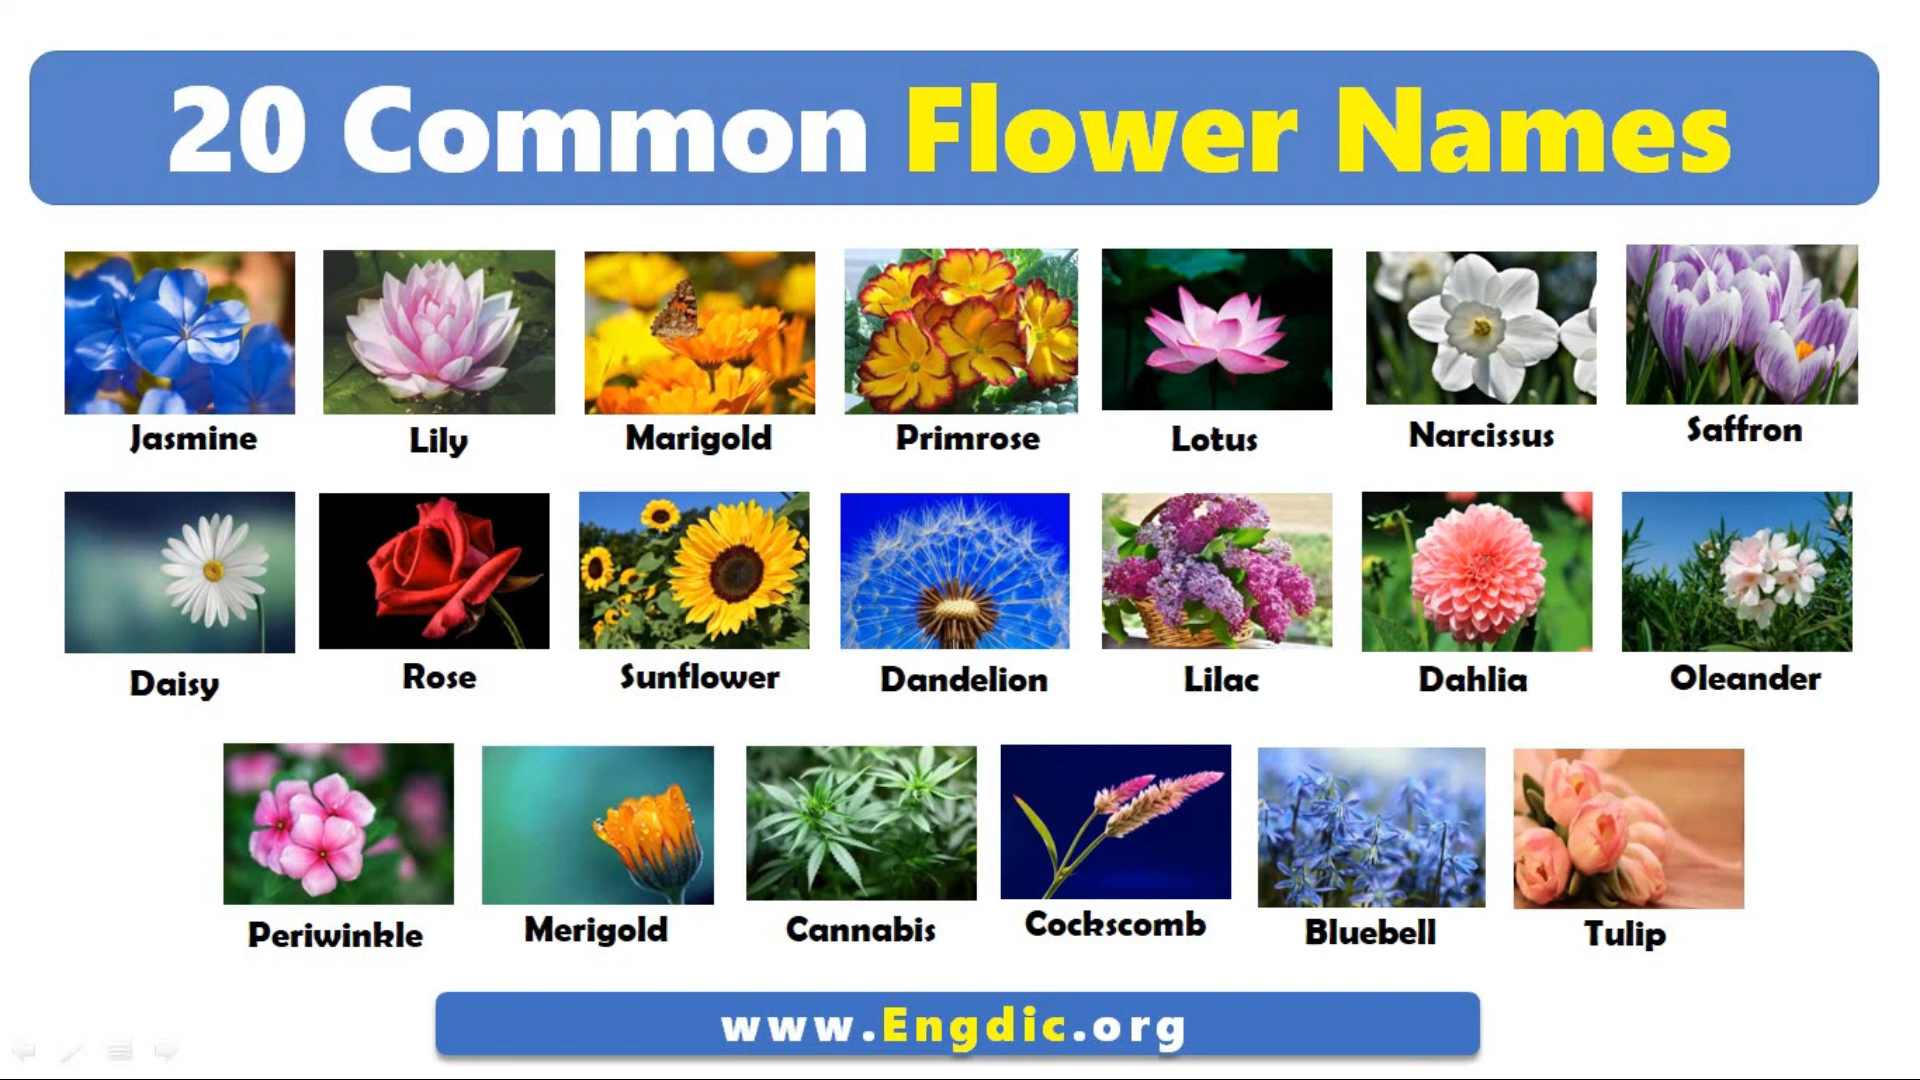 20 Common Flower Names
Jasmine
Lily
Marigold
Primrose
Lotus
Narcissus
Saffron
Daisy
Rose
Sunflower
Dandelion
Lilac
Dahlia
Oleander
Periwinkle
Merigold
Cannabis
Cockscomb
Bluebell
Tulip
www.Engdic.org